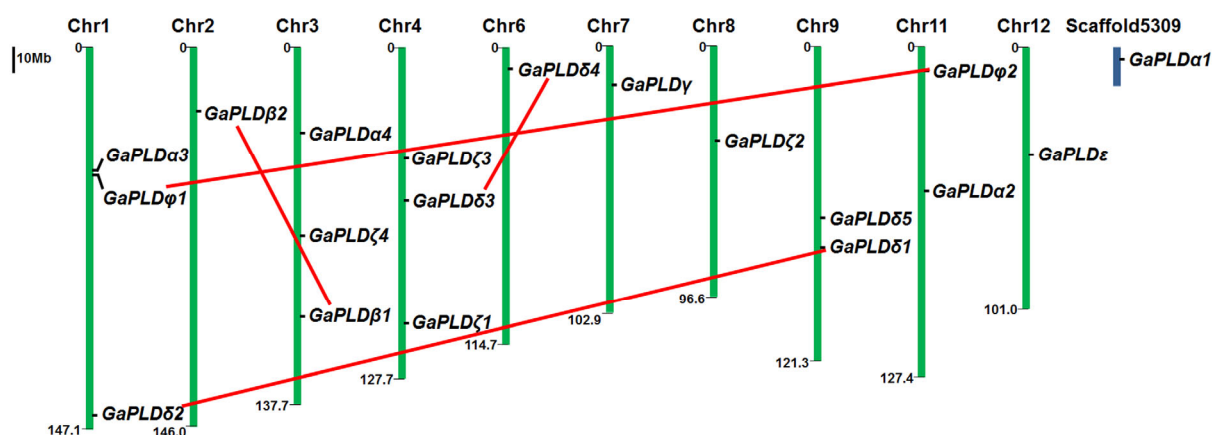 Chr1 Chr2 Chr3 Chr4 Chr6 Chr7 Chr8 Chr9 Chr11 Chr12 Scaffold5309
0 0 0 0 0 0 0 0 0 0
10Mb
GaPLDα1
GaPLDδ4
GaPLDφ2
GaPLDγ
GaPLDβ2
GaPLDα4
GaPLDζ2
GaPLDα3
GaPLDζ3
GaPLDε
GaPLDφ1
GaPLDδ3
GaPLDα2
GaPLDδ5
GaPLDζ4
GaPLDδ1
GaPLDβ1
GaPLDζ1
96.6
101.0
102.9
114.7
121.3
127.7
127.4
137.7
GaPLDδ2
147.1
146.0